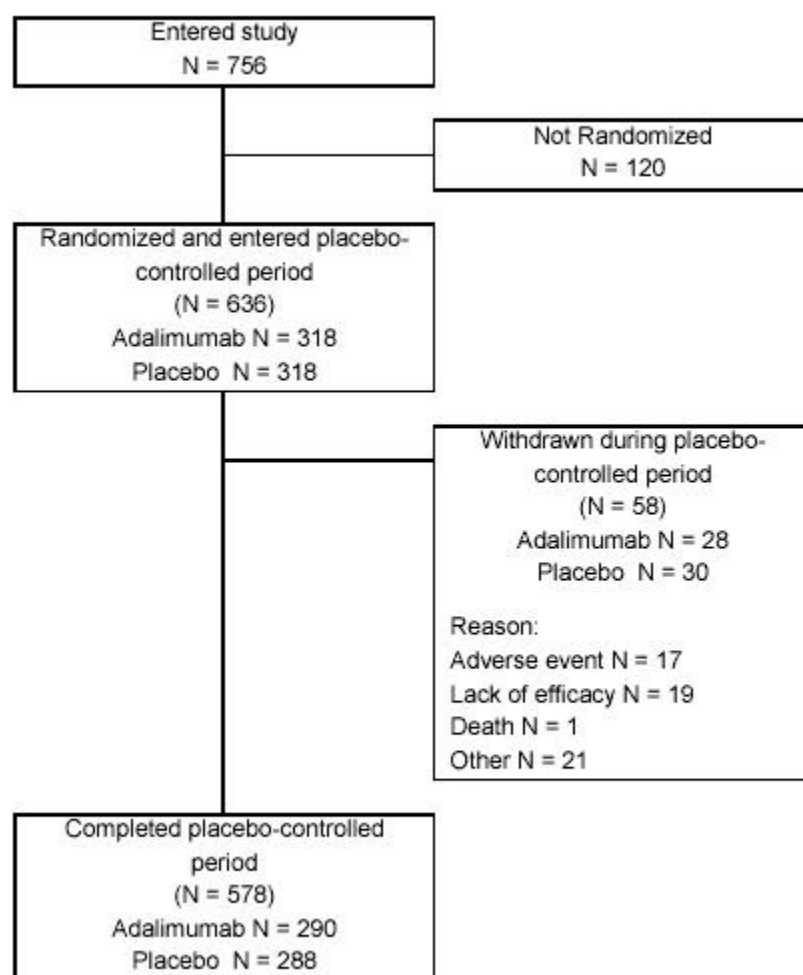 Entered study
N = 756
Not Randomized
N = 120
Randomized and entered placebo-
controlled period
(N = 636)
Adalimumab N = 318
Placebo N = 318
Withdrawn during placebo-
controlled period
(N = 58)
Adalimumab N = 28
Placebo N = 30
Reason:
Adverse event N = 17
Lack of efficacy N = 19
Death N = 1
Other N = 21
Completed placebo-controlled
period
(N = 578)
Adalimumab N = 290
Placebo N = 288